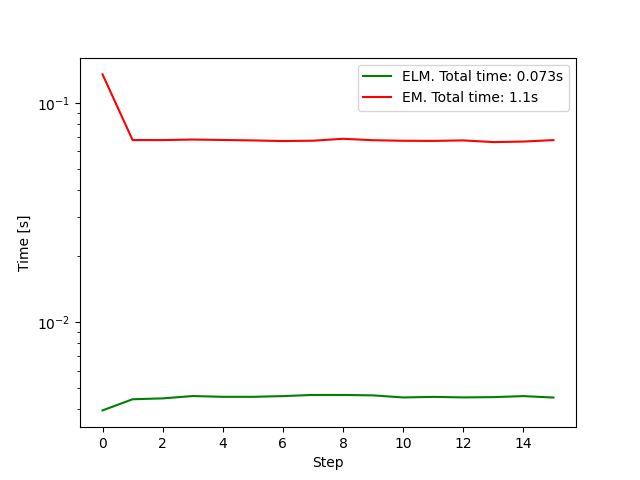 ELM. Total time: 0.073s
EM. Total time: 1.1s
10⁻¹
10⁻²
Time [s]
0 2 4 6 8 10 12 14
Step